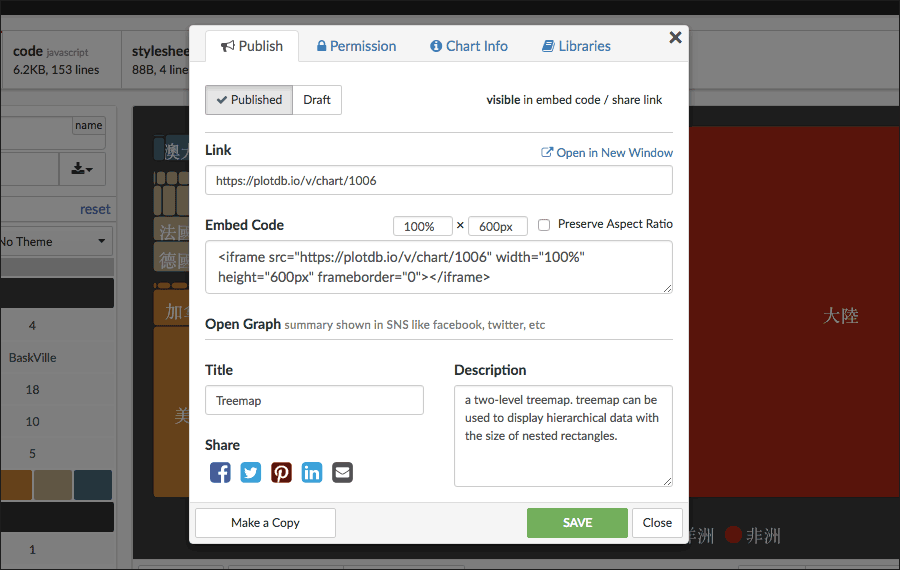 code javascript
6.2KB, 153 lines
styleshee
88B, 4 line
Publish
Permission
Chart Info
Libraries
Published
Draft
visible in embed code / share link
name
Link
Open in New Window
https://plotdb.io/v/chart/1006
reset
Embed Code
100% × 600px
Preserve Aspect Ratio
<iframe src="https://plotdb.io/v/chart/1006" width="100%"
height="600px" frameborder="0"></iframe>
No Theme
Open Graph summary shown in SNS like facebook, twitter, etc
4
BaskVille
18
10
5
1
Title
Treemap
Description
a two-level treemap. treemap can be
used to display hierarchical data with
the size of nested rectangles.
Share
Make a Copy
SAVE
Close
法國
德國
加
美
大陸
洲
非洲